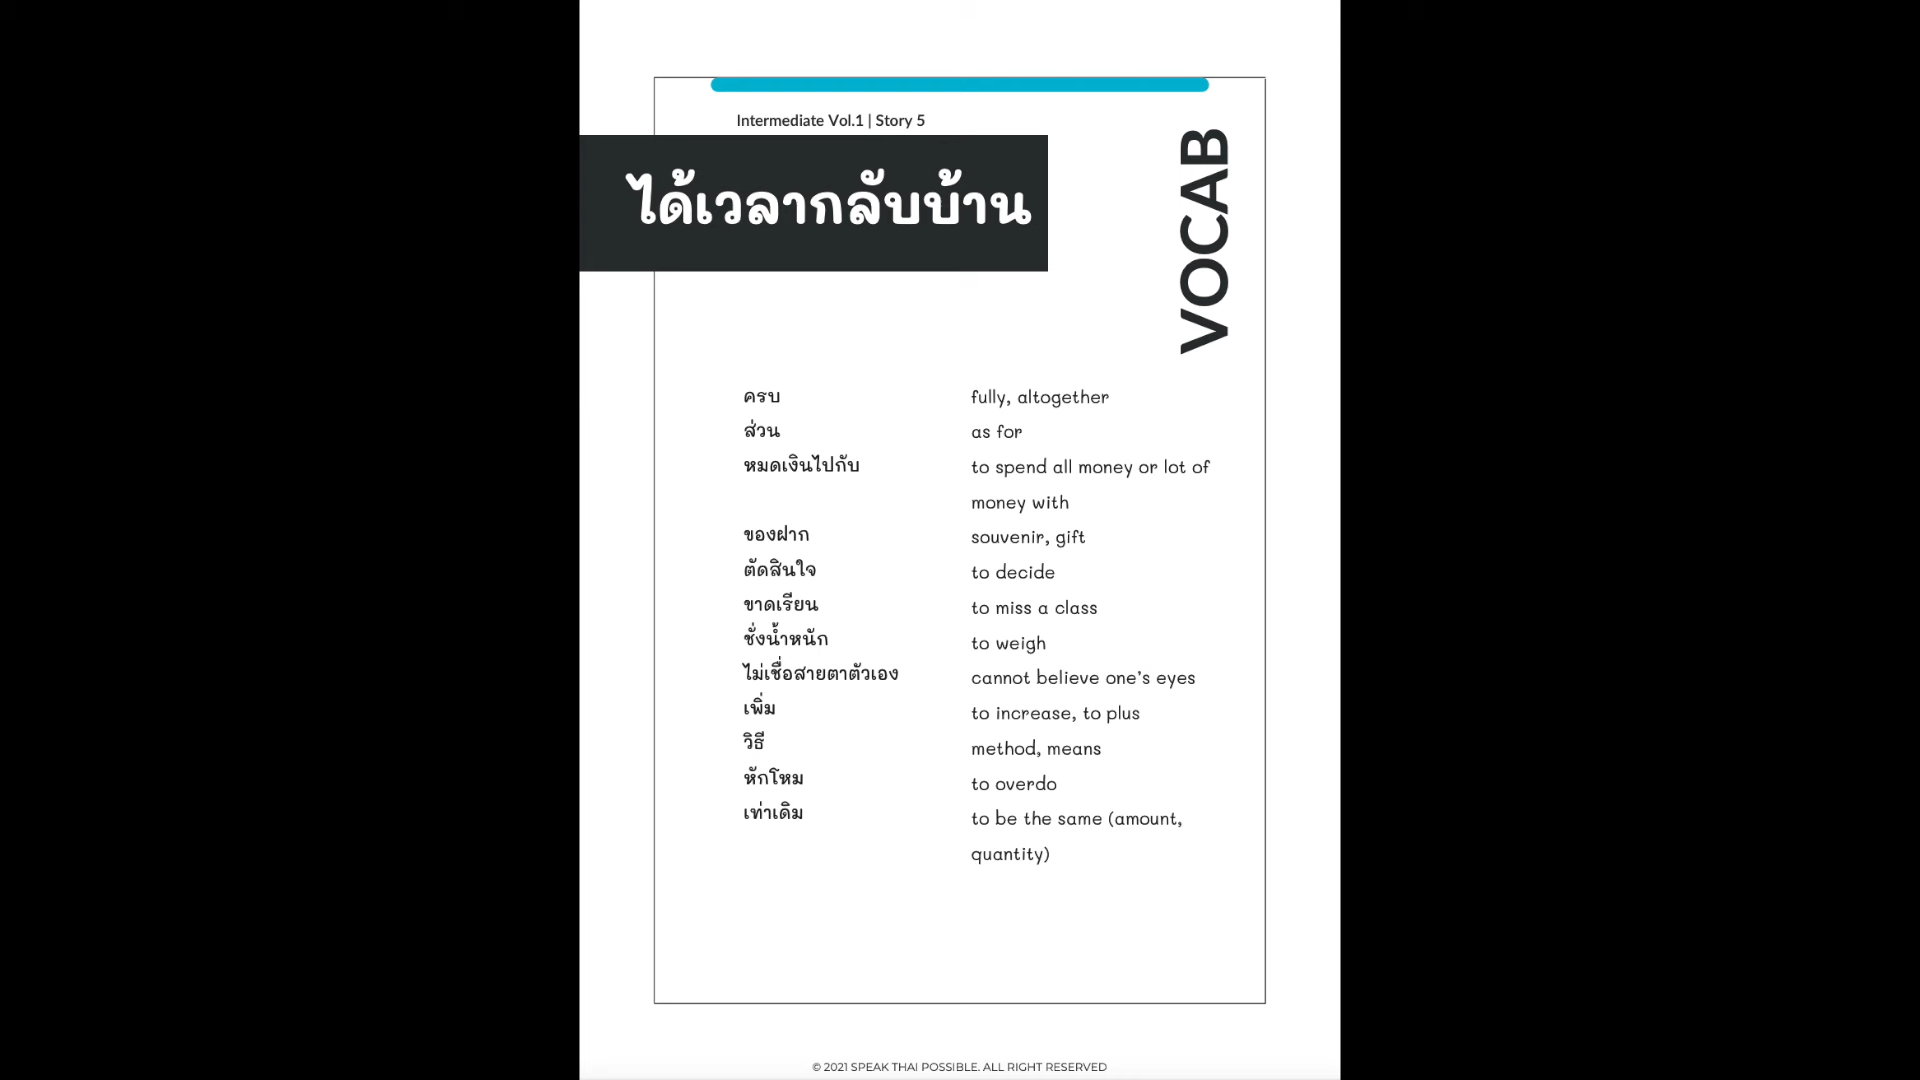 Intermediate Vol.1 | Story 5
ได้เวลากลับบ้าน
VOCAB
ครบ fully, altogether
ส่วน as for
หมดเงินไปกับ to spend all money or lot of
money with
ของฝาก souvenir, gift
ตัดสินใจ to decide
ขาดเรียน to miss a class
ชั่งน้ำหนัก to weigh
ไม่เชื่อสายตาตัวเอง cannot believe one's eyes
เพิ่ม to increase, to plus
วิธี method, means
หักโหม to overdo
เท่าเดิม to be the same (amount,
quantity)
© 2021 SPEAK THAI POSSIBLE. ALL RIGHT RESERVED